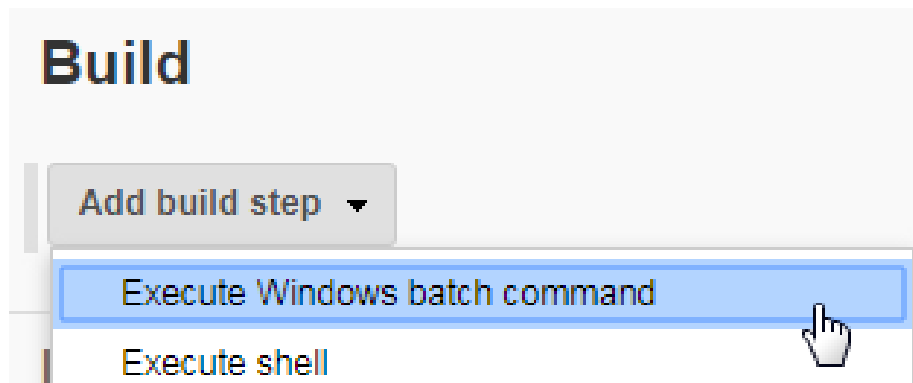 Build
Add build step
Execute Windows batch command
Execute shell